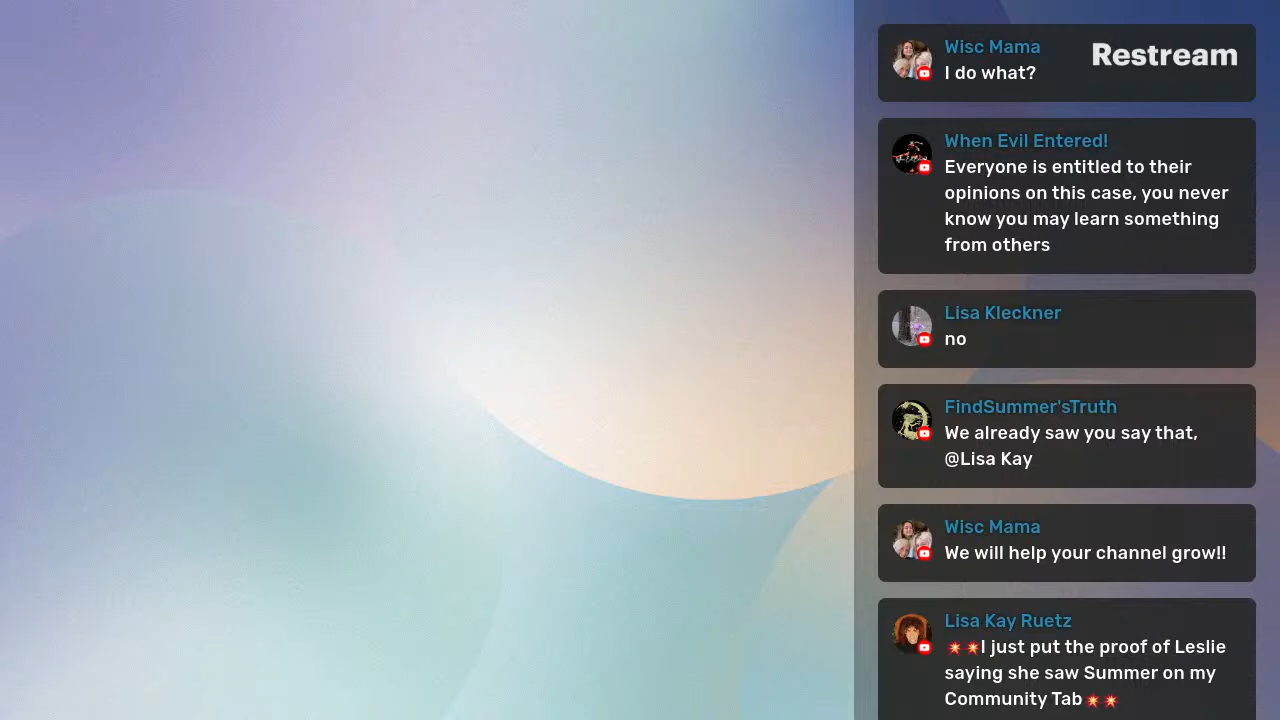 Wisc Mama
Restream
I do what?
When Evil Entered!
Everyone is entitled to their
opinions on this case, you never
know you may learn something
from others
Lisa Kleckner
no
FindSummer'sTruth
We already saw you say that,
@Lisa Kay
Wisc Mama
We will help your channel grow!!
Lisa Kay Ruetz
💥💥I just put the proof of Leslie
saying she saw Summer on my
Community Tab💥💥